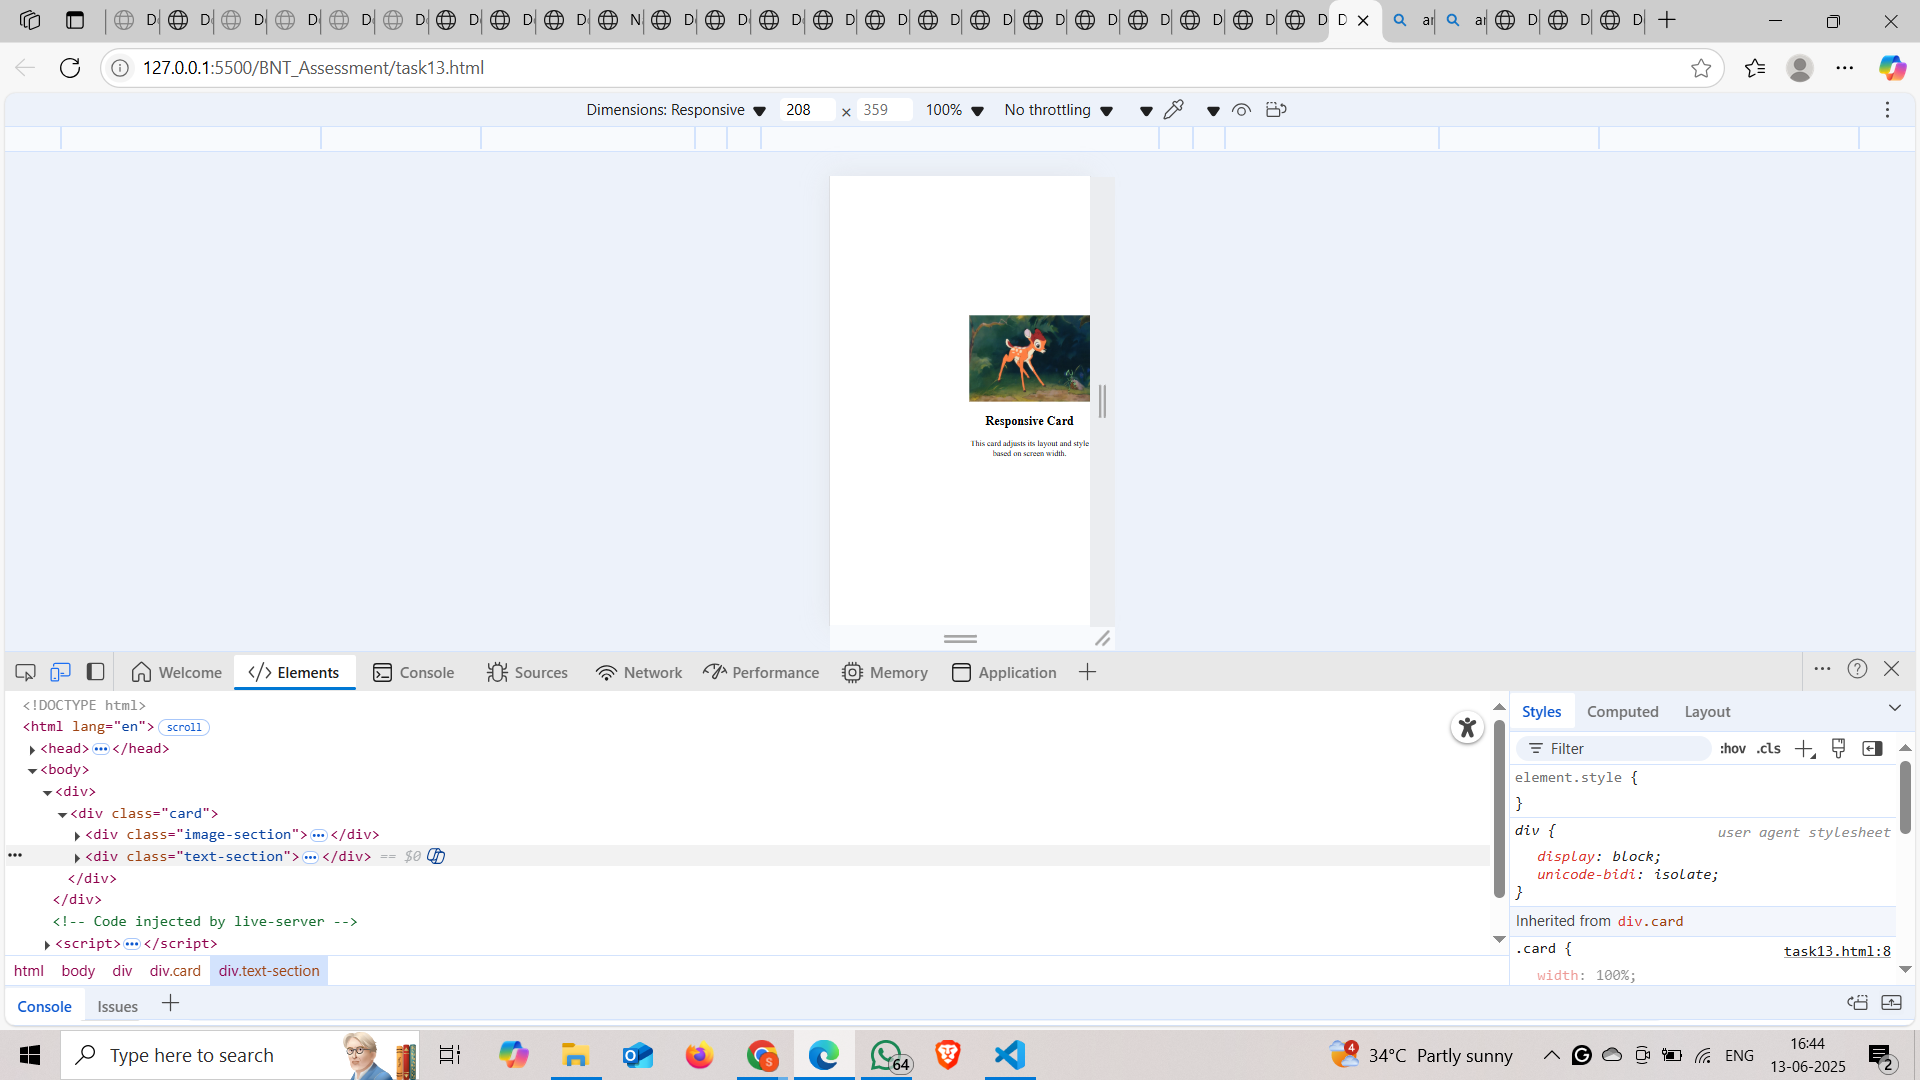 D D D D D D D D D N D D D D D D D D D D D D D D ar ar D D D
127.0.0.1:5500/BNT_Assessment/task13.html
Dimensions: Responsive 208 × 359 100% No throttling
Responsive Card
This card adjusts its layout and style
based on screen width.
Welcome Elements Console Sources Network Performance Memory Application
<!DOCTYPE html>
<html lang="en"> scroll
<head> ••• </head>
<body>
<div>
<div class="card">
<div class="image-section"> ••• </div>
••• <div class="text-section"> ••• </div> == $0
</div>
</div>
<!-- Code injected by live-server -->
<script> ••• </script>
html body div div.card div.text-section
Styles Computed Layout
Filter :hov .cls
element.style {
}
div { user agent stylesheet
display: block;
unicode-bidi: isolate;
}
Inherited from div.card
.card { task13.html:8
width: 100%;
Console Issues
Type here to search
64
4 34°C Partly sunny
ENG
16:44
13-06-2025
2